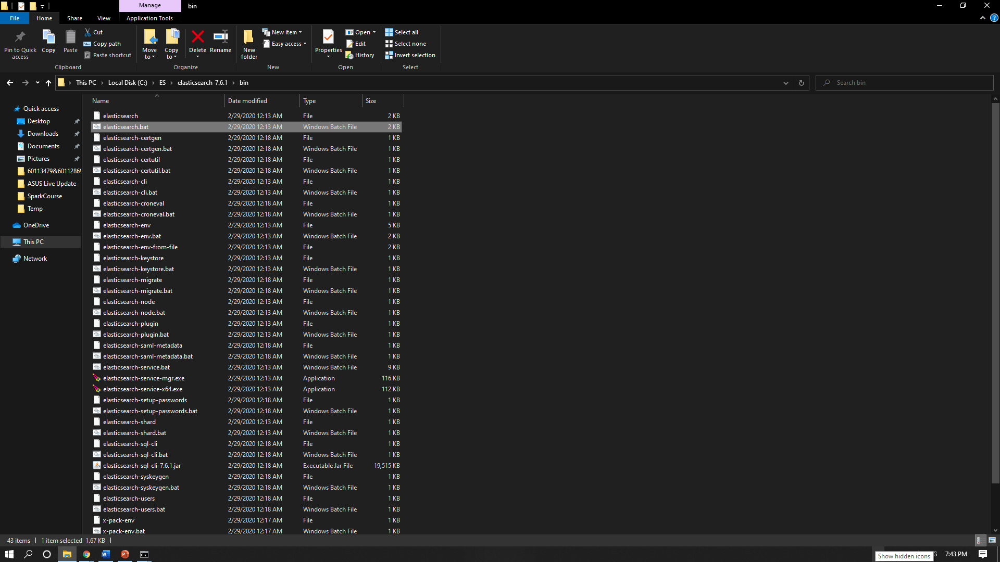 Manage
bin
File
Home
Share
View
Application Tools
Pin to Quick access
Copy
Paste
Cut
Copy path
Paste shortcut
Clipboard
Move to
Copy to
Delete
Rename
Organize
New folder
New item
Easy access
New
Properties
Open
Edit
History
Open
Select all
Select none
Invert selection
Select
This PC
Local Disk (C:)
ES
elasticsearch-7.6.1
bin
Search bin
Quick access
Desktop
Downloads
Documents
Pictures
60113479&60112869
ASUS Live Update
SparkCourse
Temp
OneDrive
This PC
Network
Name Date modified Type Size
elasticsearch 2/29/2020 12:13 AM File 2 KB
elasticsearch.bat 2/29/2020 12:13 AM Windows Batch File 2 KB
elasticsearch-certgen 2/29/2020 12:18 AM File 1 KB
elasticsearch-certgen.bat 2/29/2020 12:18 AM Windows Batch File 1 KB
elasticsearch-certutil 2/29/2020 12:18 AM File 1 KB
elasticsearch-certutil.bat 2/29/2020 12:18 AM Windows Batch File 1 KB
elasticsearch-cli 2/29/2020 12:13 AM File 1 KB
elasticsearch-cli.bat 2/29/2020 12:13 AM Windows Batch File 1 KB
elasticsearch-croneval 2/29/2020 12:18 AM File 1 KB
elasticsearch-croneval.bat 2/29/2020 12:18 AM Windows Batch File 1 KB
elasticsearch-env 2/29/2020 12:13 AM File 5 KB
elasticsearch-env.bat 2/29/2020 12:13 AM Windows Batch File 2 KB
elasticsearch-env-from-file 2/29/2020 12:13 AM File 2 KB
elasticsearch-keystore 2/29/2020 12:13 AM File 1 KB
elasticsearch-keystore.bat 2/29/2020 12:13 AM Windows Batch File 1 KB
elasticsearch-migrate 2/29/2020 12:18 AM File 1 KB
elasticsearch-migrate.bat 2/29/2020 12:18 AM Windows Batch File 1 KB
elasticsearch-node 2/29/2020 12:13 AM File 1 KB
elasticsearch-node.bat 2/29/2020 12:13 AM Windows Batch File 1 KB
elasticsearch-plugin 2/29/2020 12:13 AM File 1 KB
elasticsearch-plugin.bat 2/29/2020 12:13 AM Windows Batch File 1 KB
elasticsearch-saml-metadata 2/29/2020 12:18 AM File 1 KB
elasticsearch-saml-metadata.bat 2/29/2020 12:18 AM Windows Batch File 1 KB
elasticsearch-service.bat 2/29/2020 12:13 AM Windows Batch File 9 KB
elasticsearch-service-mgr.exe 2/29/2020 12:13 AM Application 116 KB
elasticsearch-service-x64.exe 2/29/2020 12:13 AM Application 112 KB
elasticsearch-setup-passwords 2/29/2020 12:18 AM File 1 KB
elasticsearch-setup-passwords.bat 2/29/2020 12:18 AM Windows Batch File 1 KB
elasticsearch-shard 2/29/2020 12:13 AM File 1 KB
elasticsearch-shard.bat 2/29/2020 12:13 AM Windows Batch File 1 KB
elasticsearch-sql-cli 2/29/2020 12:18 AM File 1 KB
elasticsearch-sql-cli.bat 2/29/2020 12:18 AM Windows Batch File 1 KB
elasticsearch-sql-cli-7.6.1.jar 2/29/2020 12:18 AM Executable Jar File 19,515 KB
elasticsearch-syskeygen 2/29/2020 12:18 AM File 1 KB
elasticsearch-syskeygen.bat 2/29/2020 12:18 AM Windows Batch File 1 KB
elasticsearch-users 2/29/2020 12:18 AM File 1 KB
elasticsearch-users.bat 2/29/2020 12:18 AM Windows Batch File 1 KB
x-pack-env 2/29/2020 12:17 AM File 1 KB
x-pack-env.bat 2/29/2020 12:17 AM Windows Batch File 1 KB
43 items
1 item selected 1.67 KB
Show hidden icons
G
7:43 PM